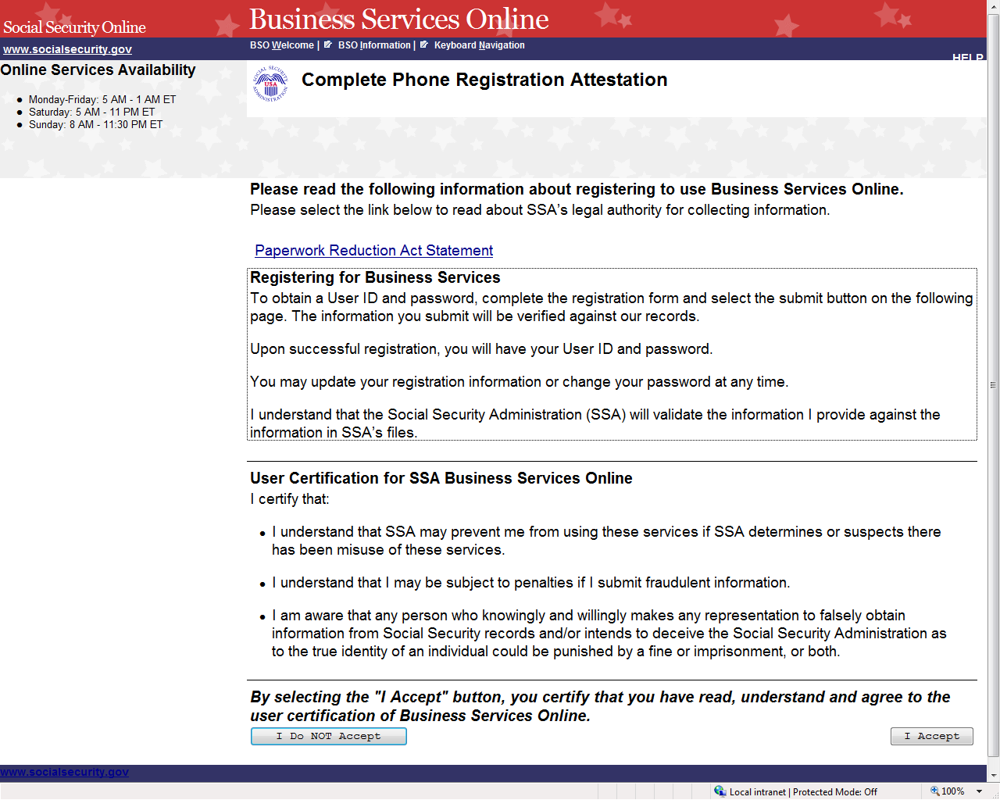 Social Security Online
Business Services Online
www.socialsecurity.gov
BSO Welcome | BSO Information | Keyboard Navigation
HELP
Online Services Availability
• Monday-Friday: 5 AM - 1 AM ET
• Saturday: 5 AM - 11 PM ET
• Sunday: 8 AM - 11:30 PM ET
SOCIAL SECURITY ADMINISTRATION
USA
Complete Phone Registration Attestation
Please read the following information about registering to use Business Services Online.
Please select the link below to read about SSA's legal authority for collecting information.
Paperwork Reduction Act Statement
Registering for Business Services
To obtain a User ID and password, complete the registration form and select the submit button on the following
page. The information you submit will be verified against our records.
Upon successful registration, you will have your User ID and password.
You may update your registration information or change your password at any time.
I understand that the Social Security Administration (SSA) will validate the information I provide against the
information in SSA's files.
User Certification for SSA Business Services Online
I certify that:
• I understand that SSA may prevent me from using these services if SSA determines or suspects there
has been misuse of these services.
• I understand that I may be subject to penalties if I submit fraudulent information.
• I am aware that any person who knowingly and willingly makes any representation to falsely obtain
information from Social Security records and/or intends to deceive the Social Security Administration as
to the true identity of an individual could be punished by a fine or imprisonment, or both.
By selecting the "I Accept" button, you certify that you have read, understand and agree to the
user certification of Business Services Online.
I Do NOT Accept
I Accept
www.socialsecurity.gov
Local intranet | Protected Mode: Off
100%